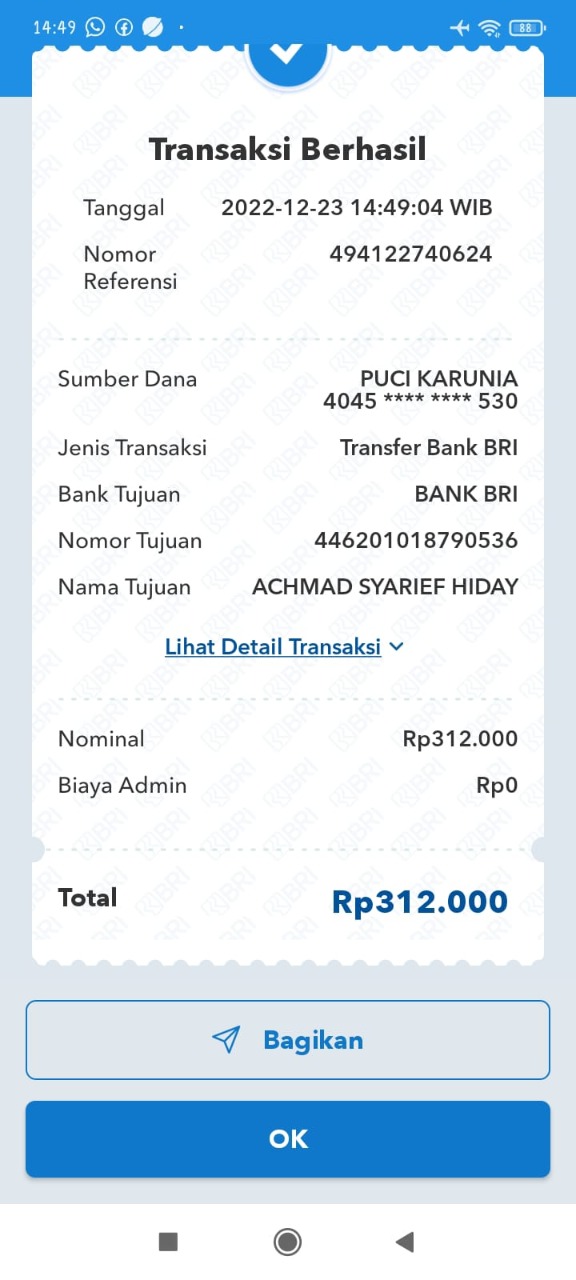 14:49
88
Transaksi Berhasil
Tanggal 2022-12-23 14:49:04 WIB
Nomor Referensi 494122740624
Sumber Dana PUCI KARUNIA
4045 **** **** 530
Jenis Transaksi Transfer Bank BRI
Bank Tujuan BANK BRI
Nomor Tujuan 446201018790536
Nama Tujuan ACHMAD SYARIEF HIDAY
Lihat Detail Transaksi
Nominal Rp312.000
Biaya Admin Rp0
Total Rp312.000
Bagikan
OK